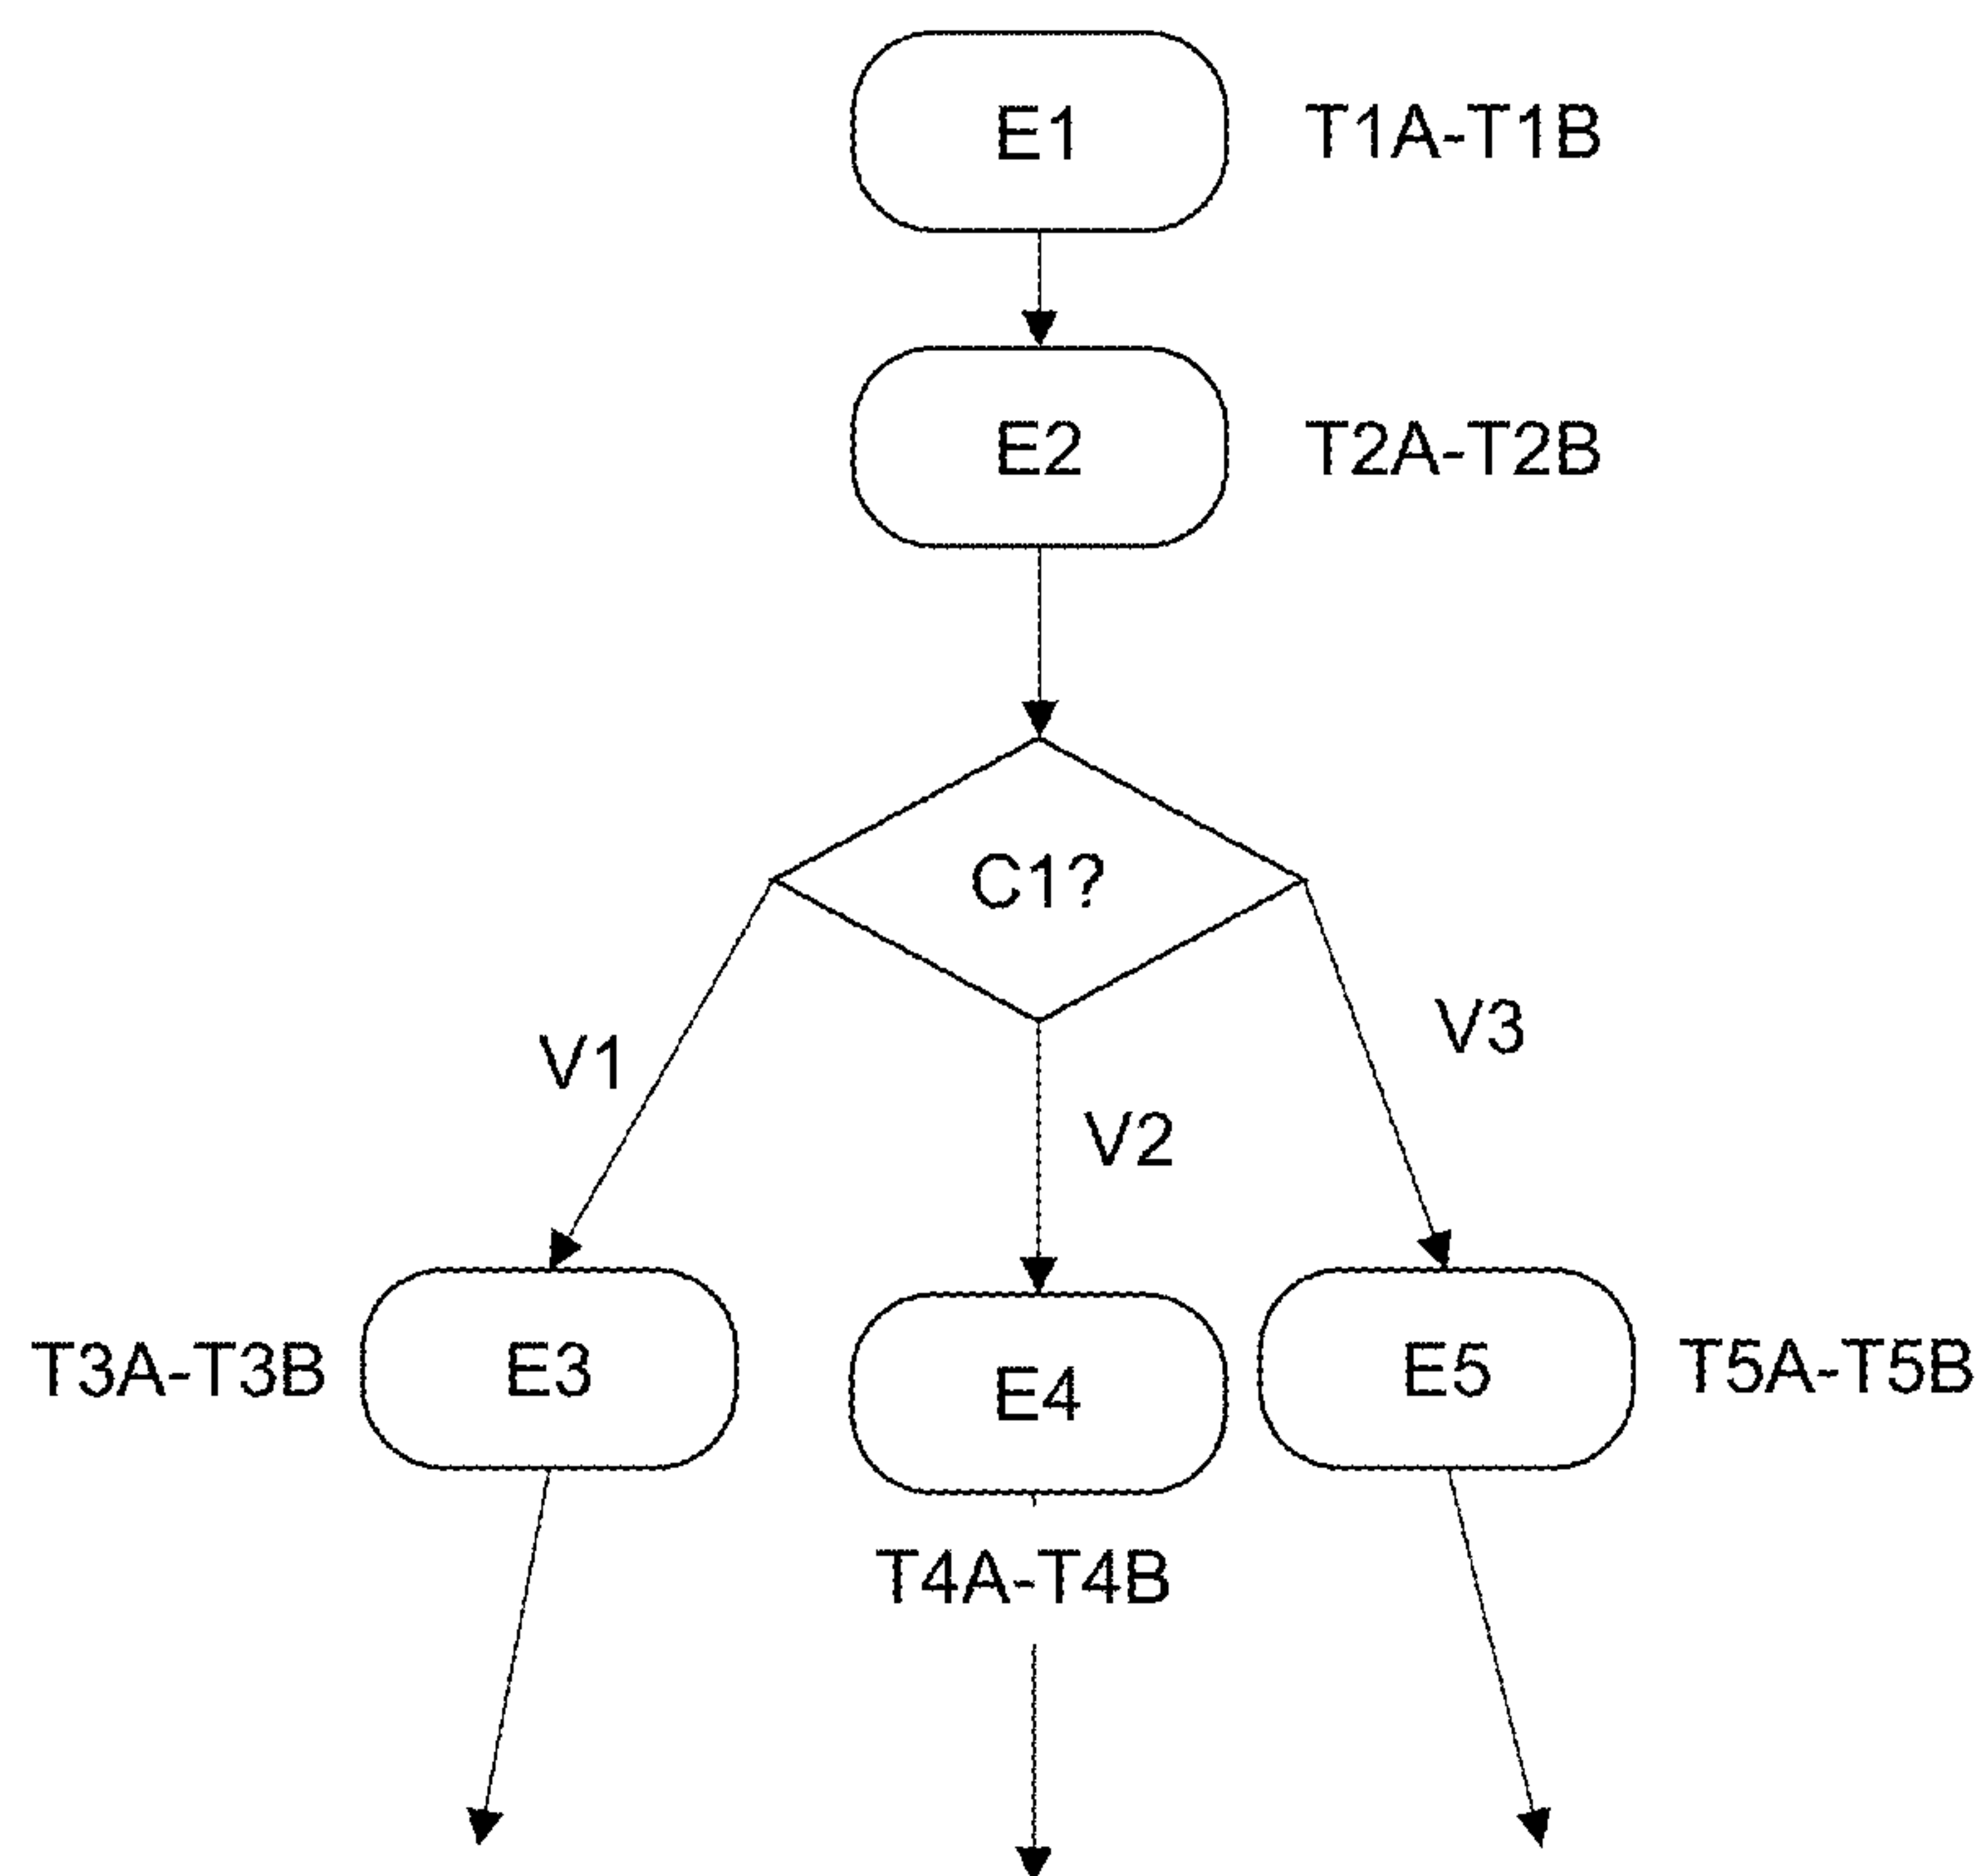 E1
T1A-T1B
E2
T2A-T2B
C1?
V1
V2
V3
T3A-T3B
E3
E4
E5
T5A-T5B
T4A-T4B